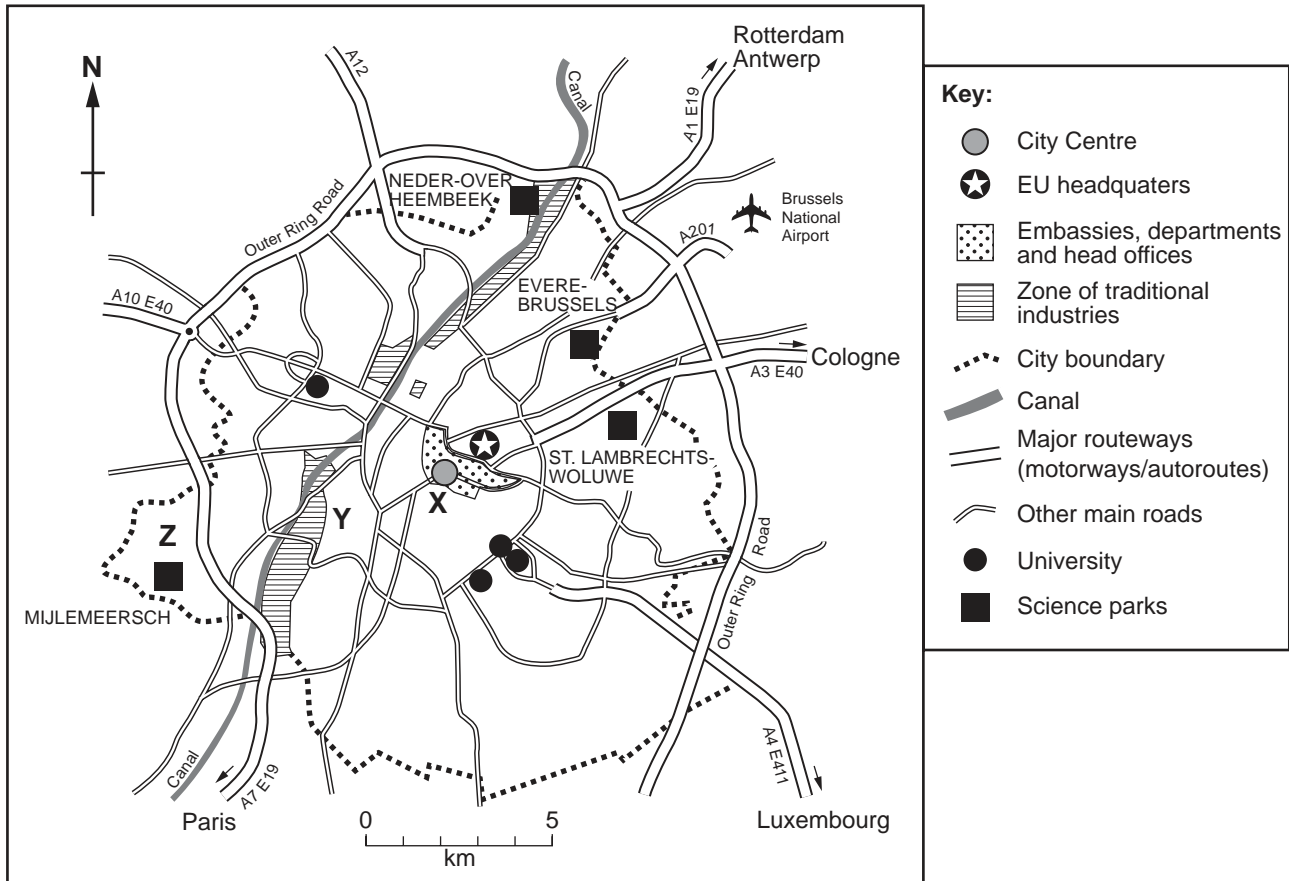 Rotterdam
Antwerp
N
A12
Canal
A1 E19
NEDER-OVER
HEEMBEEK
Brussels
National
Airport
Outer Ring Road
A201
EVERE-
BRUSSELS
A10 E40
Cologne
A3 E40
ST. LAMBRECHTS-
WOLUWE
X
Y
Z
MIJLEMEERSCH
Outer Ring Road
Canal
A7 E19
A4 E411
Paris
0 5
km
Luxembourg
Key:
City Centre
EU headquaters
Embassies, departments
and head offices
Zone of traditional
industries
City boundary
Canal
Major routeways
(motorways/autoroutes)
Other main roads
University
Science parks